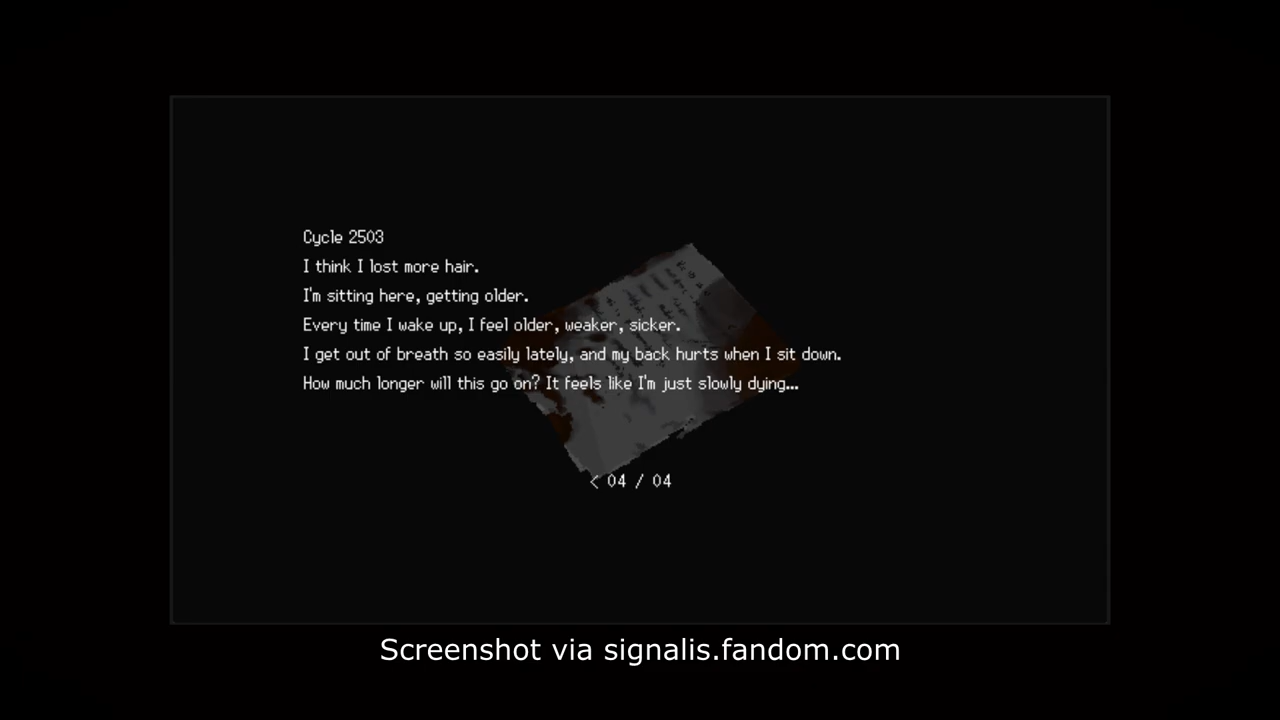 Cycle 2503
I think I lost more hair.
I'm sitting here, getting older.
Every time I wake up, I feel older, weaker, sicker.
I get out of breath so easily lately, and my back hurts when I sit down.
How much longer will this go on? It feels like I'm just slowly dying...
< 04 / 04
Screenshot via signalis.fandom.com